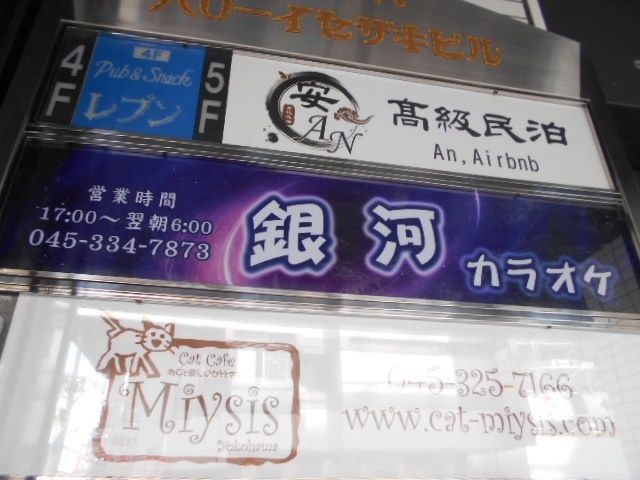 ハローイセザキビル
4F
4F
Pub & Snack
レブン
5F
安
AN
高級民泊
An, Airbnb
営業時間
17:00～翌朝6:00
045-334-7873
銀河
カラオケ
Cat Cafe
Miysis
Yokohama
045-325-7166
www.cat-miysis.com